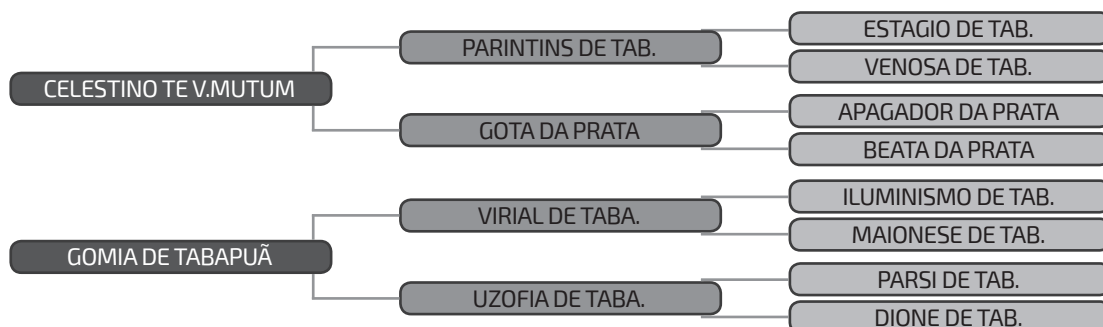 CELESTINO TE V.MUTUM
PARINTINS DE TAB.
ESTAGIO DE TAB.
VENOSA DE TAB.
GOTA DA PRATA
APAGADOR DA PRATA
BEATA DA PRATA
GOMIA DE TABAPUÃ
VIRIAL DE TABA.
ILUMINISMO DE TAB.
MAIONESE DE TAB.
UZOFIA DE TABA.
PARSI DE TAB.
DIONE DE TAB.